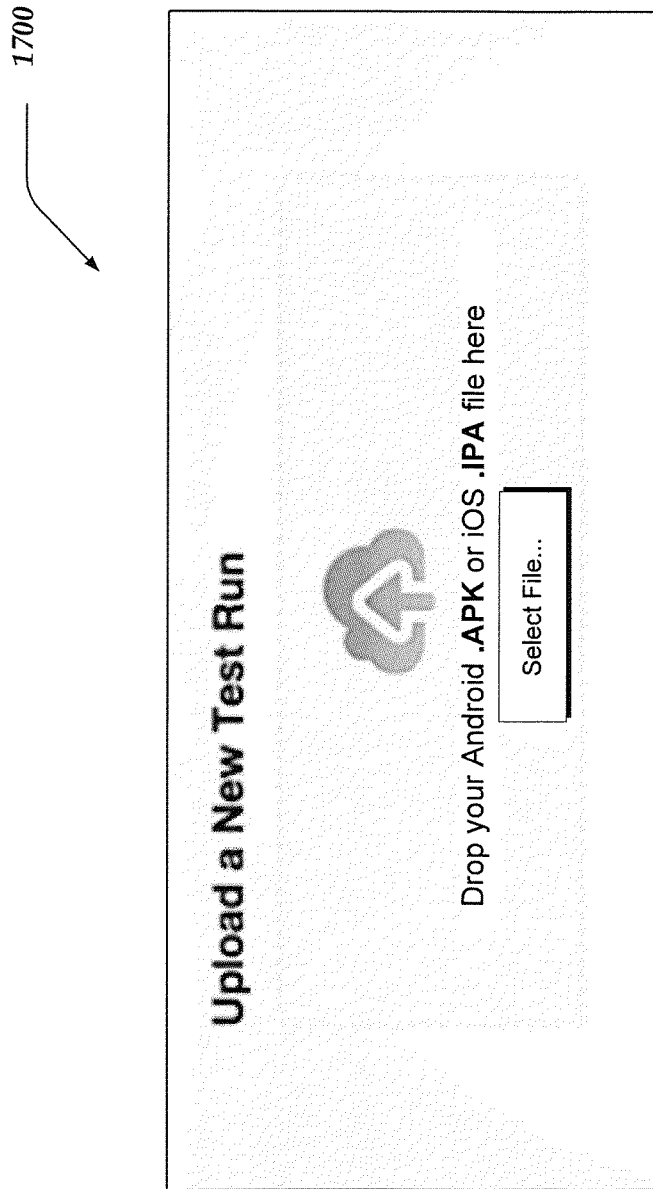 1700
Upload a New Test Run
Drop your Android .APK or iOS .IPA file here
Select File...